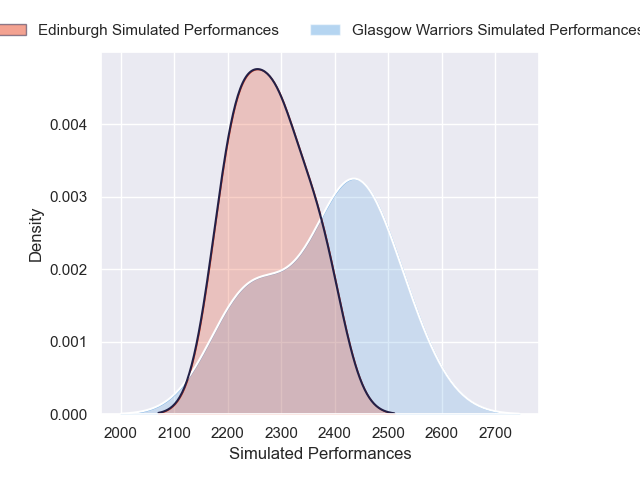 Edinburgh Simulated Performances Glasgow Warriors Simulated Performances
0.004
0.003
Density
0.002
0.001
0.000
2000 2100 2200 2300 2400 2500 2600 2700
Simulated Performances